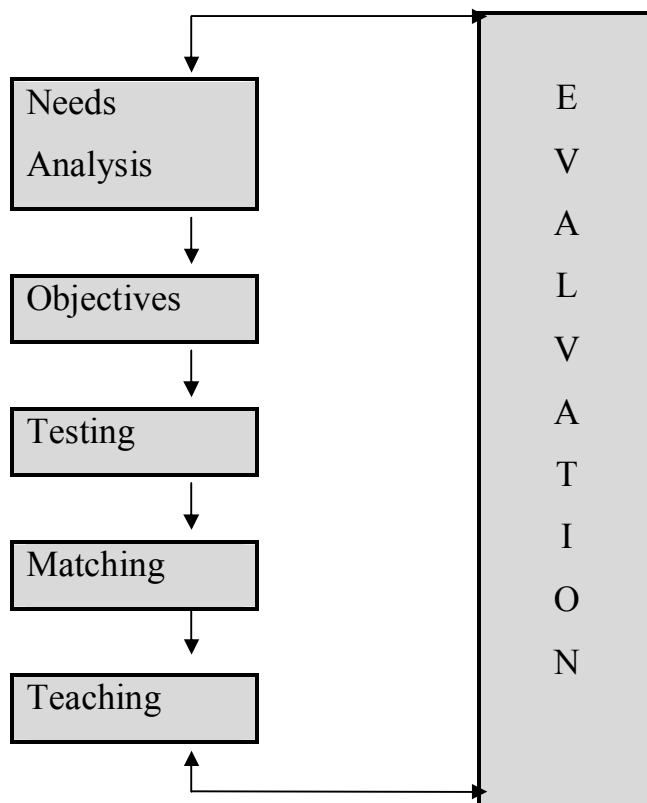 Needs
Analysis
Objectives
Testing
Matching
Teaching
E
V
A
L
V
A
T
I
O
N